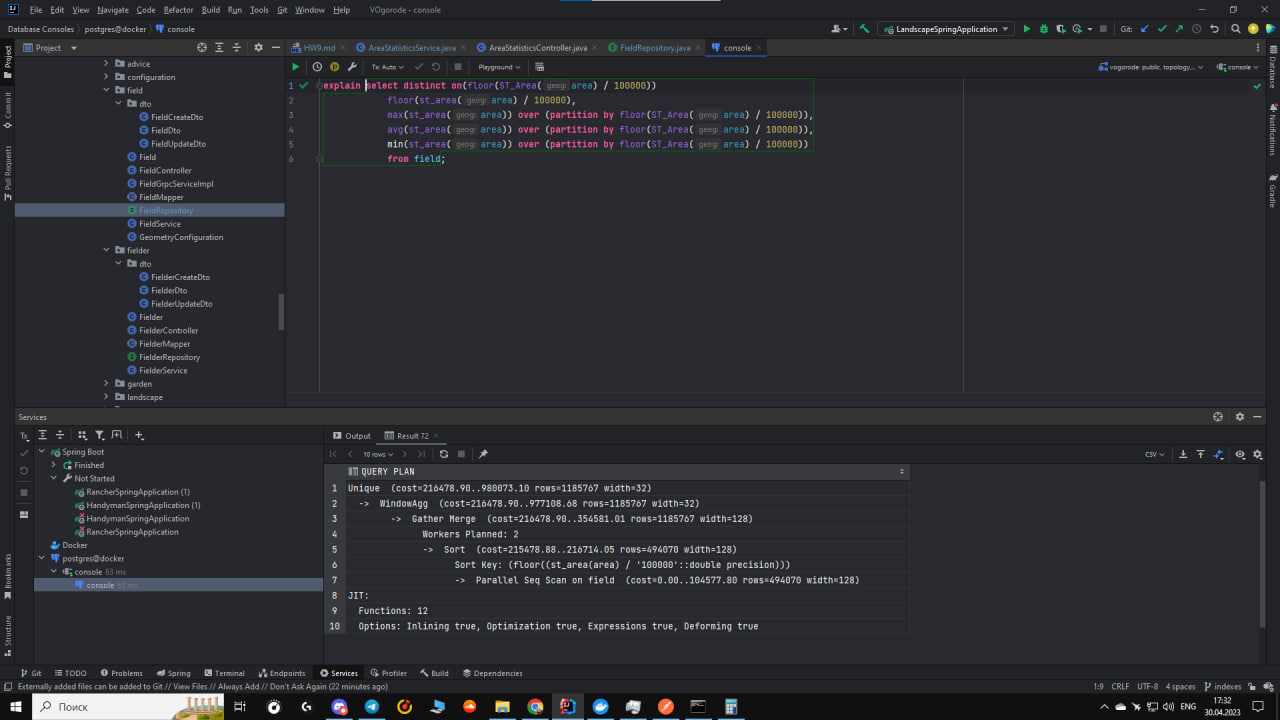 File Edit View Navigate Code Refactor Build Run Tools Git Window Help VOgorode - console
Database Consoles postgres@docker console LandscapeSpringApplication Git:
Project HW9.md AreaStatisticsService.java AreaStatisticsController.java FieldRepository.java console
Tx: Auto Playground vogorode: public, topology... console
advice
configuration
field
dto
FieldCreateDto
FieldDto
FieldUpdateDto
Field
FieldController
FieldGrpcServiceImpl
FieldMapper
FieldRepository
FieldService
GeometryConfiguration
fielder
dto
FielderCreateDto
FielderDto
FielderUpdateDto
Fielder
FielderController
FielderMapper
FielderRepository
FielderService
garden
landscape
1 explain select distinct on(floor(ST_Area( geog: area) / 100000))
2 floor(st_area( geog: area) / 100000),
3 max(st_area( geog: area)) over (partition by floor(ST_Area( geog: area) / 100000)),
4 avg(st_area( geog: area)) over (partition by floor(ST_Area( geog: area) / 100000)),
5 min(st_area( geog: area)) over (partition by floor(ST_Area( geog: area) / 100000))
6 from field;
Project
Commit
Pull Requests
Bookmarks
Structure
Database
Notifications
Gradle
Services
Tx
Spring Boot
Finished
Not Started
RancherSpringApplication (1)
HandymanSpringApplication (1)
HandymanSpringApplication
RancherSpringApplication
Docker
postgres@docker
console 63 ms
console 63 ms
Output Result 72
10 rows CSV
QUERY PLAN
1 Unique (cost=216478.90..980073.10 rows=1185767 width=32)
2 -> WindowAgg (cost=216478.90..977108.68 rows=1185767 width=32)
3 -> Gather Merge (cost=216478.90..354581.01 rows=1185767 width=128)
4 Workers Planned: 2
5 -> Sort (cost=215478.88..216714.05 rows=494070 width=128)
6 Sort Key: (floor((st_area(area) / '100000'::double precision)))
7 -> Parallel Seq Scan on field (cost=0.00..104577.80 rows=494070 width=128)
8 JIT:
9 Functions: 12
10 Options: Inlining true, Optimization true, Expressions true, Deforming true
Git TODO Problems Spring Terminal Endpoints Services Profiler Build Dependencies
Externally added files can be added to Git // View Files // Always Add // Don't Ask Again (22 minutes ago) 1:9 CRLF UTF-8 4 spaces indexes
Поиск ENG 17:32
30.04.2023